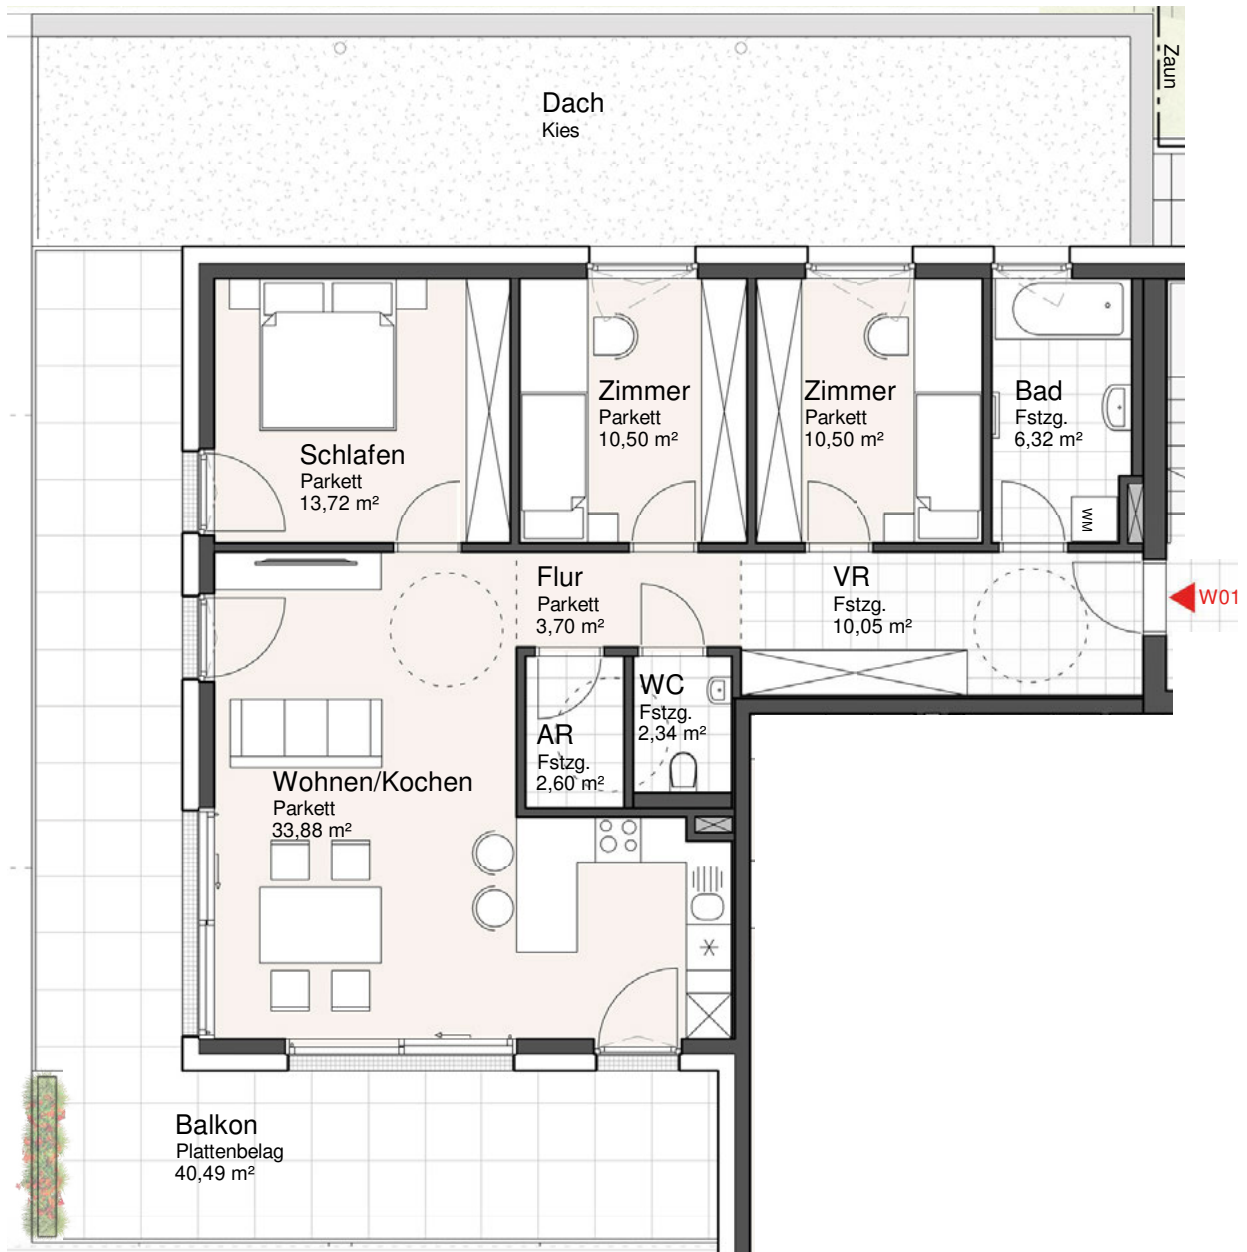 Zaun
Dach
Kies
Zimmer
Parkett
10,50 m²
Zimmer
Parkett
10,50 m²
Bad
Fstzg.
6,32 m²
Schlafen
Parkett
13,72 m²
WM
Flur
Parkett
3,70 m²
VR
Fstzg.
10,05 m²
W01
WC
Fstzg.
2,34 m²
AR
Fstzg.
2,60 m²
Wohnen/Kochen
Parkett
33,88 m²
Balkon
Plattenbelag
40,49 m²